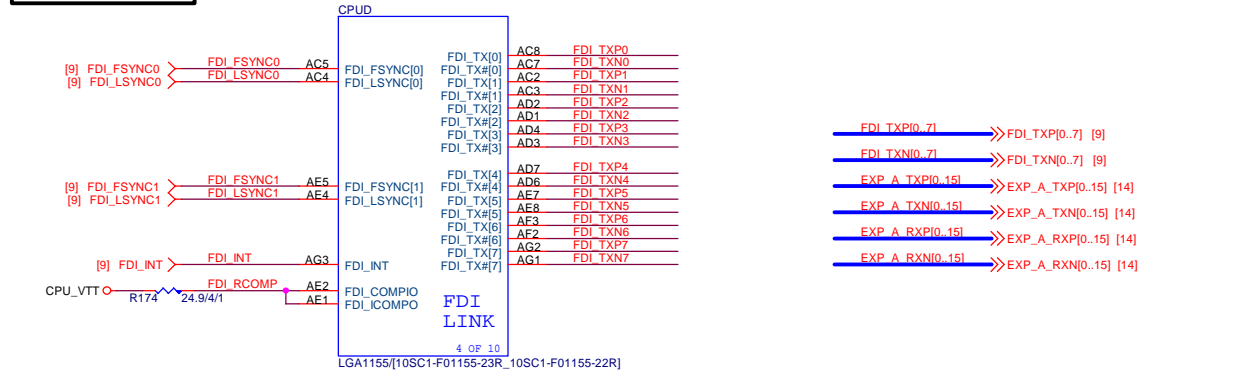 CPUD
[9] FDI_FSYNC0 FDI_FSYNC0 AC5 FDI_FSYNC[0]
[9] FDI_LSYNC0 FDI_LSYNC0 AC4 FDI_LSYNC[0]
[9] FDI_FSYNC1 FDI_FSYNC1 AE5 FDI_FSYNC[1]
[9] FDI_LSYNC1 FDI_LSYNC1 AE4 FDI_LSYNC[1]
[9] FDI_INT FDI_INT AG3 FDI_INT
CPU_VTT R174 24.9/4/1 FDI_RCOMP AE2 FDI_COMPIO
AE1 FDI_ICOMPO
FDI_TX[0] AC8 FDI_TXP0
FDI_TX#[0] AC7 FDI_TXN0
FDI_TX[1] AC2 FDI_TXP1
FDI_TX#[1] AC3 FDI_TXN1
FDI_TX[2] AD2 FDI_TXP2
FDI_TX#[2] AD1 FDI_TXN2
FDI_TX[3] AD4 FDI_TXP3
FDI_TX#[3] AD3 FDI_TXN3
FDI_TX[4] AD7 FDI_TXP4
FDI_TX#[4] AD6 FDI_TXN4
FDI_TX[5] AE7 FDI_TXP5
FDI_TX#[5] AE8 FDI_TXN5
FDI_TX[6] AF3 FDI_TXP6
FDI_TX#[6] AF2 FDI_TXN6
FDI_TX[7] AG2 FDI_TXP7
FDI_TX#[7] AG1 FDI_TXN7
FDI
LINK
4 OF 10
LGA1155/[10SC1-F01155-23R_10SC1-F01155-22R]
FDI_TXP[0..7] FDI_TXP[0..7] [9]
FDI_TXN[0..7] FDI_TXN[0..7] [9]
EXP_A_TXP[0..15] EXP_A_TXP[0..15] [14]
EXP_A_TXN[0..15] EXP_A_TXN[0..15] [14]
EXP_A_RXP[0..15] EXP_A_RXP[0..15] [14]
EXP_A_RXN[0..15] EXP_A_RXN[0..15] [14]